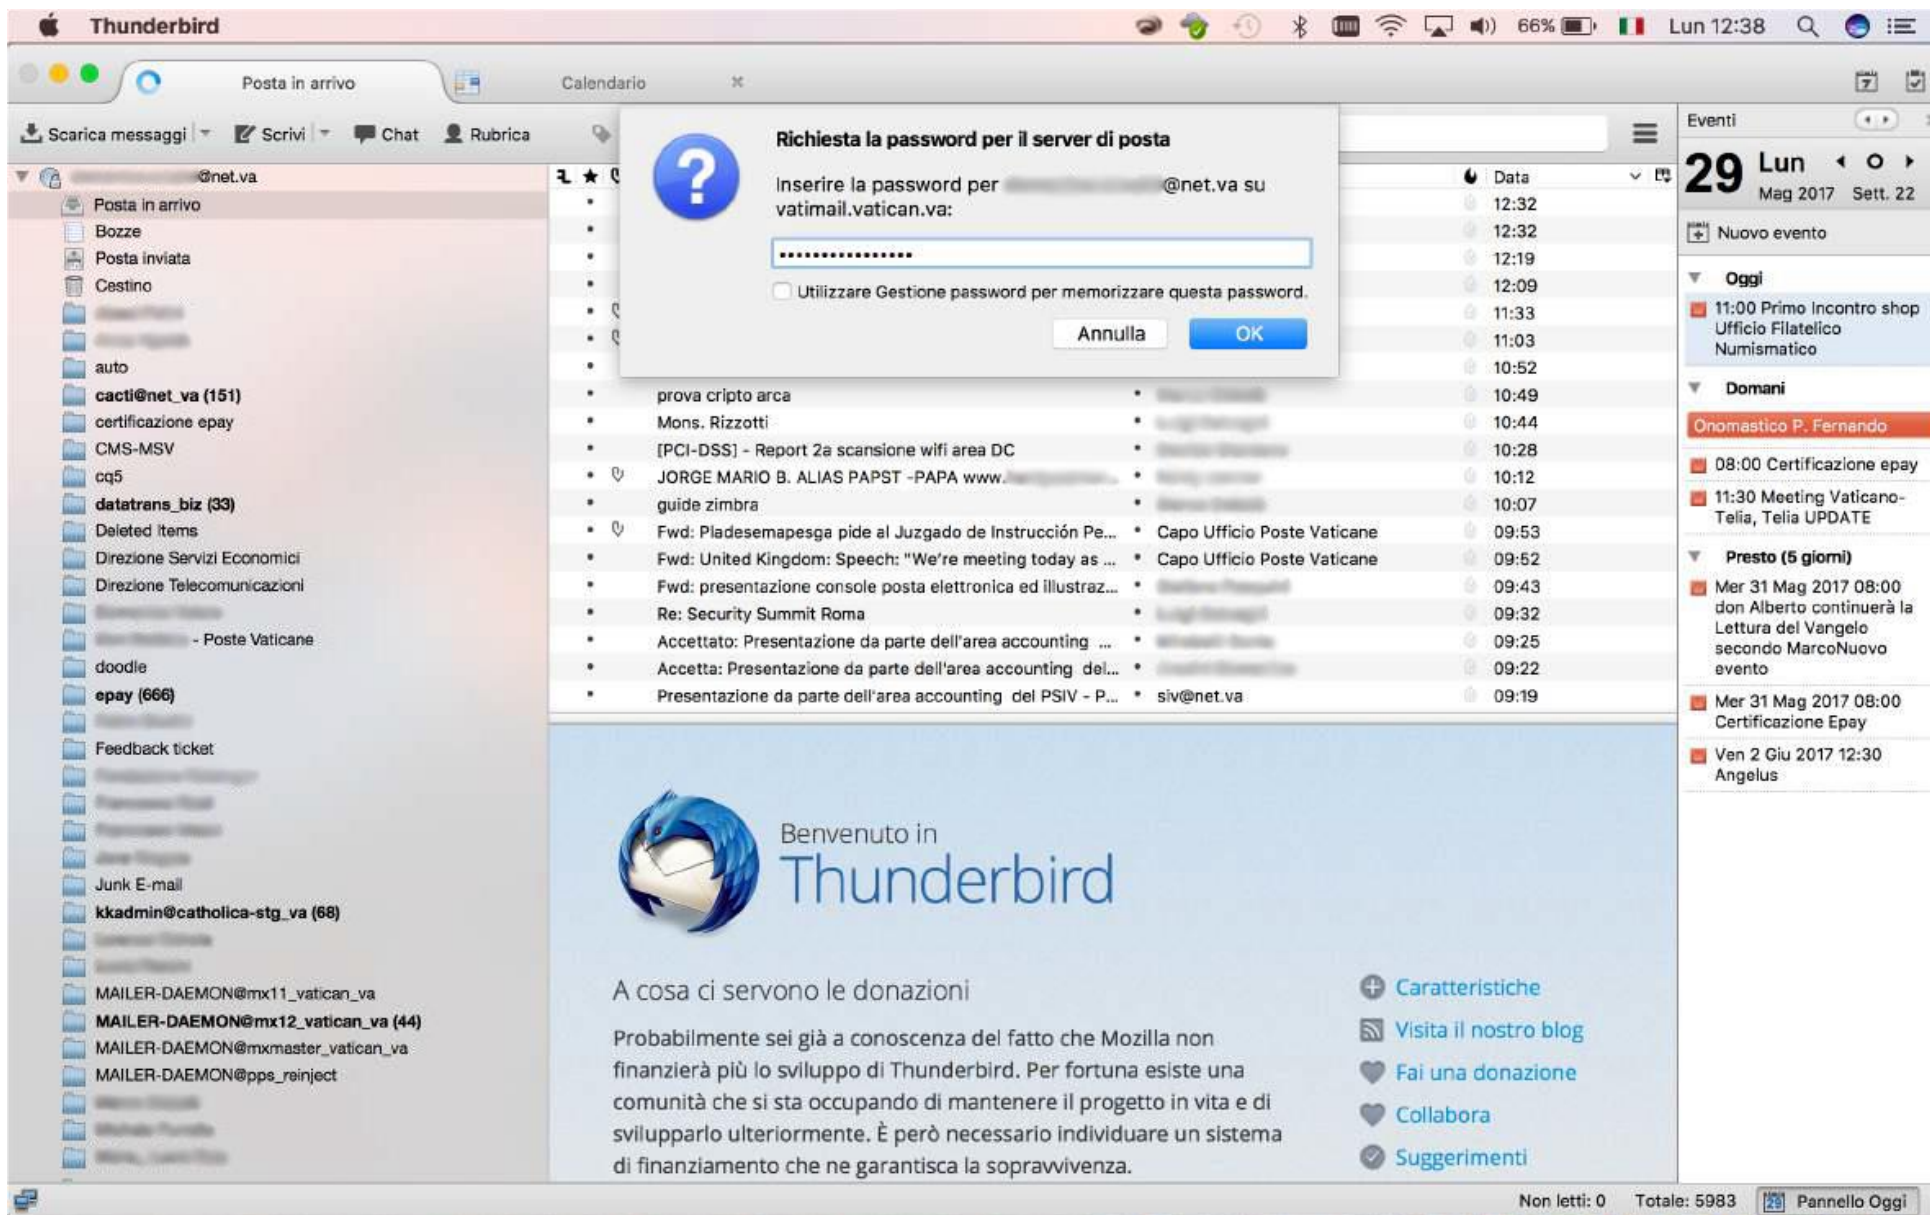 Thunderbird
66%
Lun 12:38
Posta in arrivo
Calendario
Scarica messaggi
Scrivi
Chat
Rubrica
@net.va
Posta in arrivo
Bozze
Posta inviata
Cestino
auto
cacti@net_va (151)
certificazione epay
CMS-MSV
cq5
datatrans_biz (33)
Deleted Items
Direzione Servizi Economici
Direzione Telecomunicazioni
- Poste Vaticane
doodle
epay (666)
Feedback ticket
Junk E-mail
kkadmin@catholica-stg_va (68)
MAILER-DAEMON@mx11_vatican_va
MAILER-DAEMON@mx12_vatican_va (44)
MAILER-DAEMON@mxmaster_vatican_va
MAILER-DAEMON@pps_reinject
Richiesta la password per il server di posta
Inserire la password per @net.va su
vatimail.vatican.va:
Utilizzare Gestione password per memorizzare questa password.
Annulla
OK
Data
12:32
12:32
12:19
12:09
11:33
11:03
10:52
prova cripto arca 10:49
Mons. Rizzotti 10:44
[PCI-DSS] - Report 2a scansione wifi area DC 10:28
JORGE MARIO B. ALIAS PAPST -PAPA www. 10:12
guide zimbra 10:07
Fwd: Pladesemapesga pide al Juzgado de Instrucción Pe... Capo Ufficio Poste Vaticane 09:53
Fwd: United Kingdom: Speech: "We're meeting today as ... Capo Ufficio Poste Vaticane 09:52
Fwd: presentazione console posta elettronica ed illustraz... 09:43
Re: Security Summit Roma 09:32
Accettato: Presentazione da parte dell'area accounting ... 09:25
Accetta: Presentazione da parte dell'area accounting del... 09:22
Presentazione da parte dell'area accounting del PSIV - P... siv@net.va 09:19
Benvenuto in
Thunderbird
A cosa ci servono le donazioni
Probabilmente sei già a conoscenza del fatto che Mozilla non
finanzierà più lo sviluppo di Thunderbird. Per fortuna esiste una
comunità che si sta occupando di mantenere il progetto in vita e di
svilupparlo ulteriormente. È però necessario individuare un sistema
di finanziamento che ne garantisca la sopravvivenza.
Caratteristiche
Visita il nostro blog
Fai una donazione
Collabora
Suggerimenti
Eventi
29
Lun
Mag 2017 Sett. 22
Nuovo evento
Oggi
11:00 Primo Incontro shop
Ufficio Filatelico
Numismatico
Domani
Onomastico P. Fernando
08:00 Certificazione epay
11:30 Meeting Vaticano-
Telia, Telia UPDATE
Presto (5 giorni)
Mer 31 Mag 2017 08:00
don Alberto continuerà la
Lettura del Vangelo
secondo MarcoNuovo
evento
Mer 31 Mag 2017 08:00
Certificazione Epay
Ven 2 Giu 2017 12:30
Angelus
Non letti: 0
Totale: 5983
29
Pannello Oggi